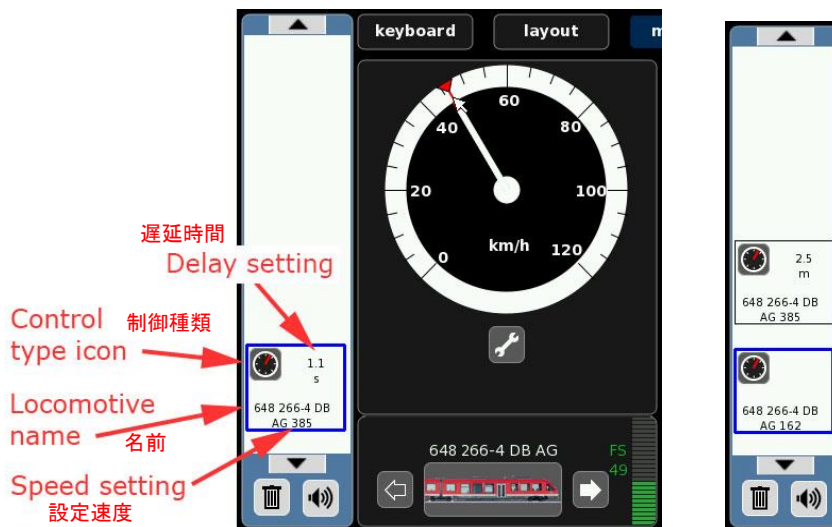 keyboard
layout
m
60
40
80
20
100
km/h
0
120
遅延時間
Delay setting
Control 制御種類
type icon
1.1
s
Locomotive
name 名前
648 266-4 DB
AG 385
Speed setting
設定速度
648 266-4 DB AG
FS
49
2.5
m
648 266-4 DB
AG 385
648 266-4 DB
AG 162